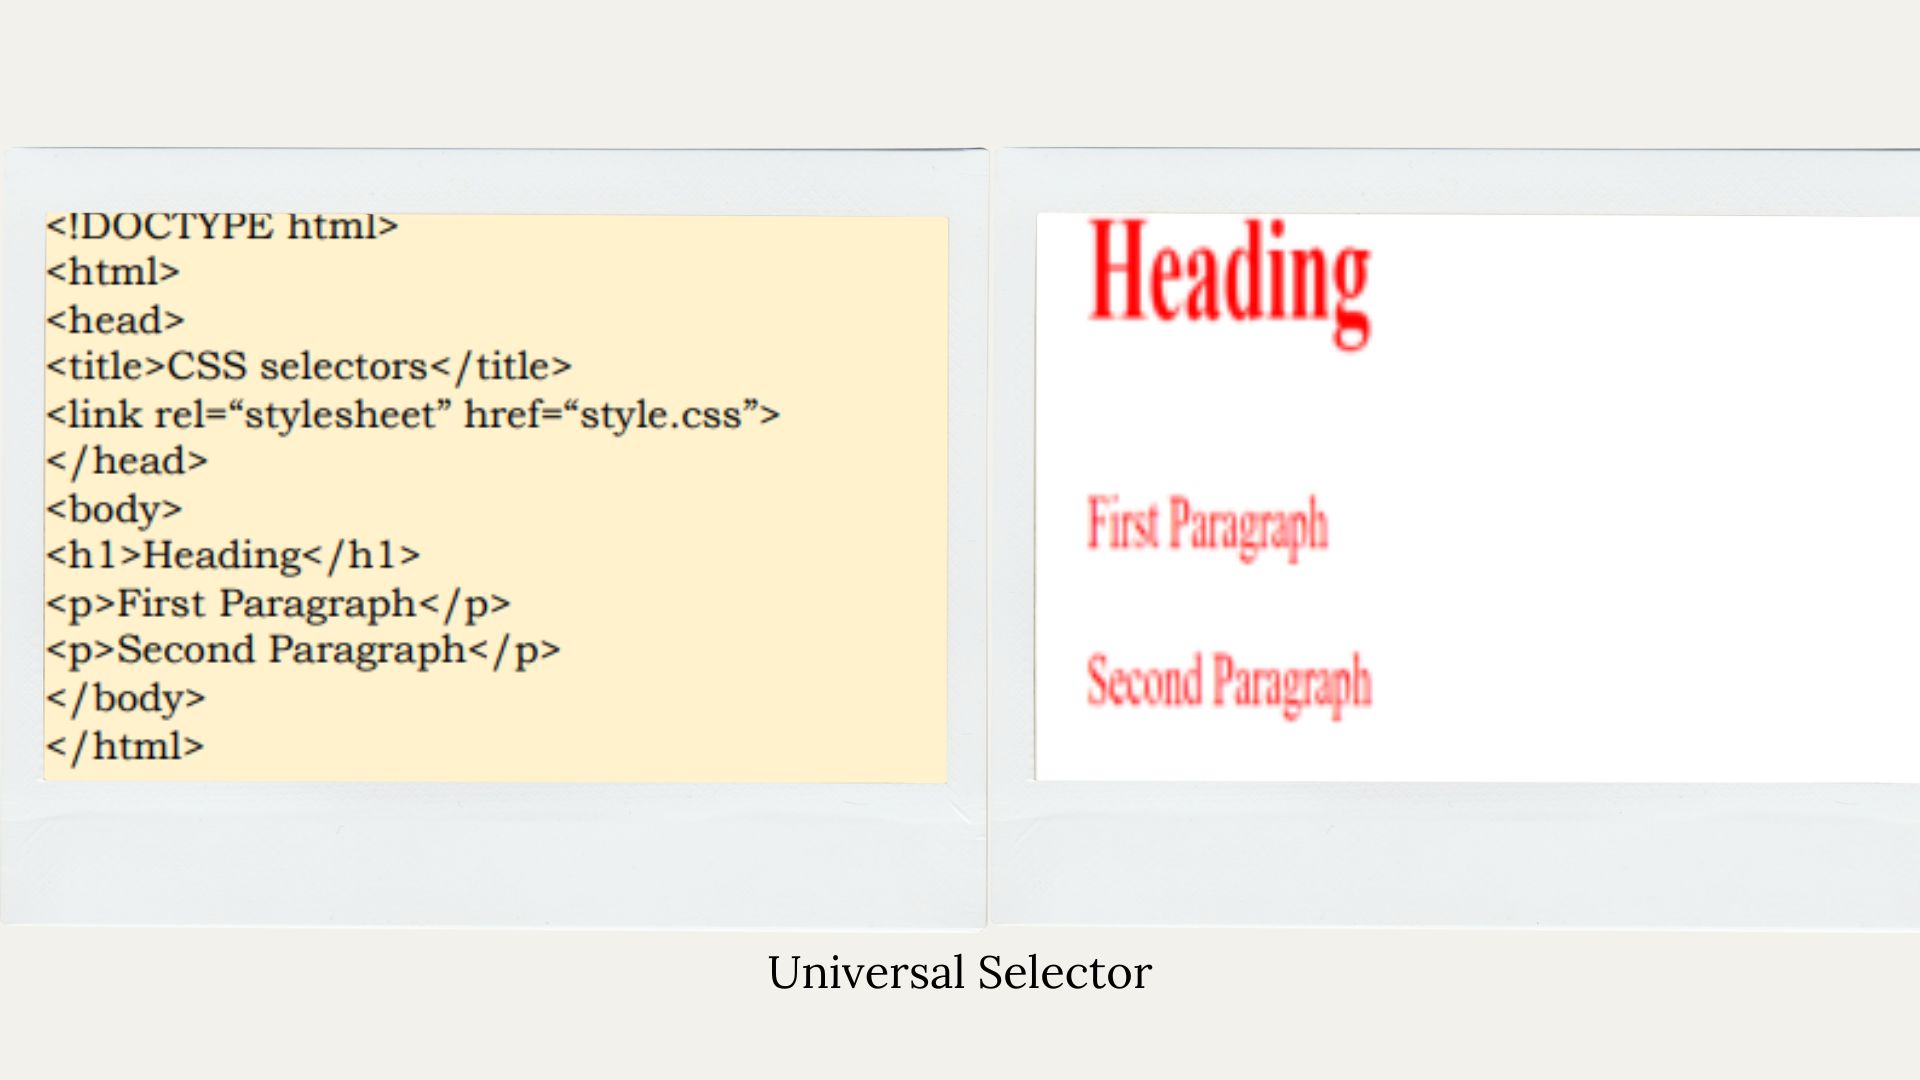 <!DOCTYPE html>
<html>
<head>
<title>CSS selectors</title>
<link rel=“stylesheet” href=“style.css”>
</head>
<body>
<h1>Heading</h1>
<p>First Paragraph</p>
<p>Second Paragraph</p>
</body>
</html>
Heading
First Paragraph
Second Paragraph
Universal Selector